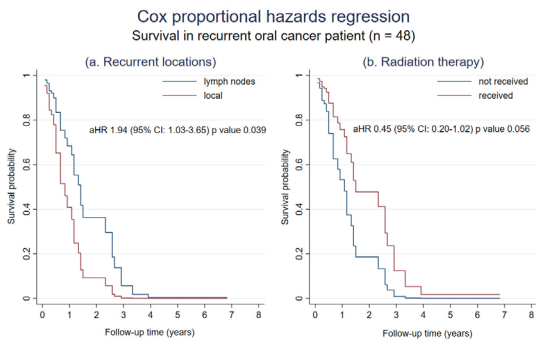 Cox proportional hazards regression
Survival in recurrent oral cancer patient (n = 48)
(a. Recurrent locations)
lymph nodes
local
aHR 1.94 (95% CI: 1.03-3.65) p value 0.039
Survival probability
1
0.8
0.6
0.4
0.2
0
0 1 2 3 4 5 6 7 8
Follow-up time (years)
(b. Radiation therapy)
not received
received
aHR 0.45 (95% CI: 0.20-1.02) p value 0.056
Survival probability
1
0.8
0.6
0.4
0.2
0
0 1 2 3 4 5 6 7 8
Follow-up time (years)